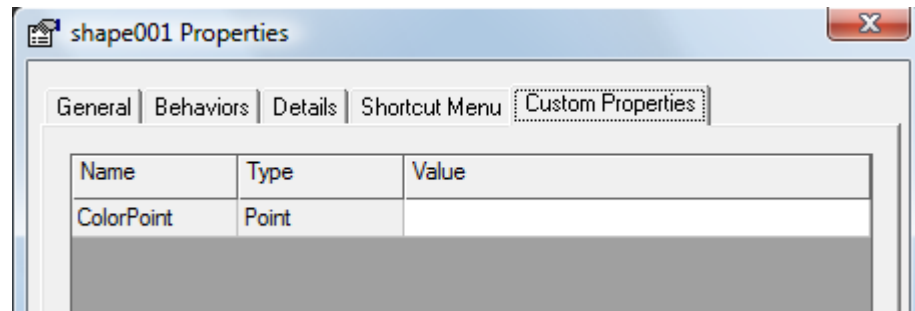 shape001 Properties
General Behaviors Details Shortcut Menu Custom Properties
Name Type Value
ColorPoint Point